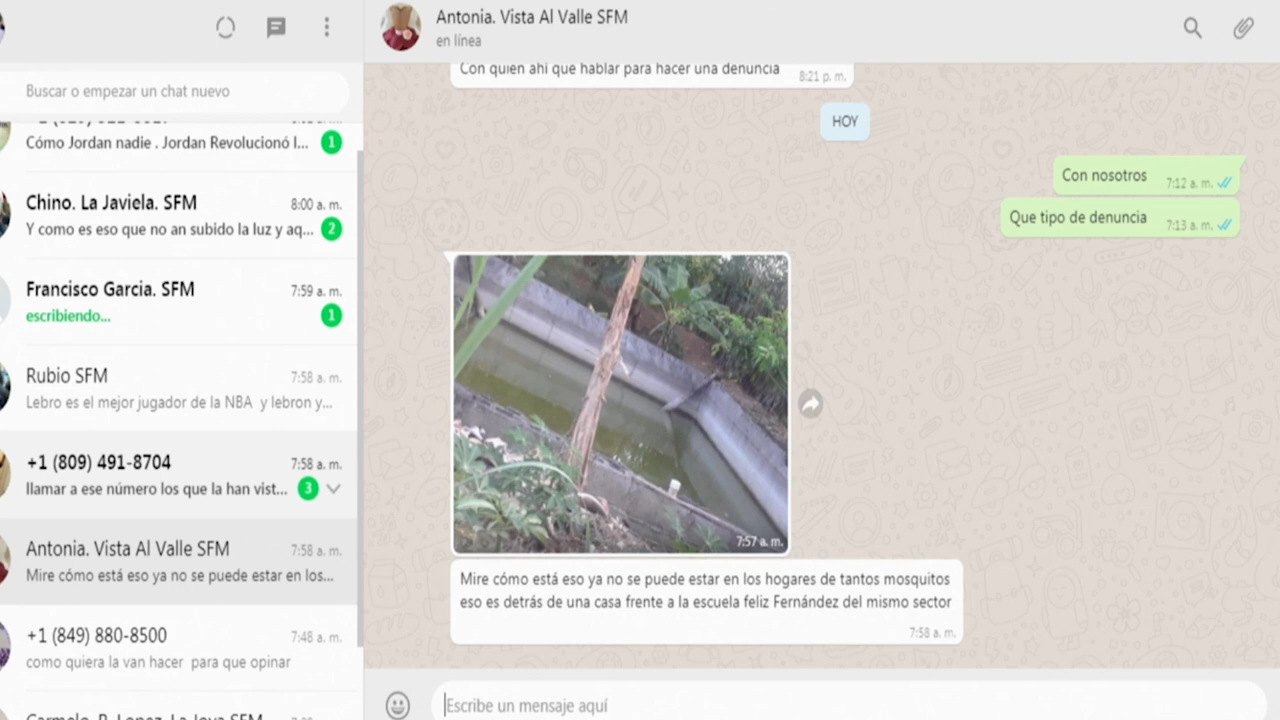 Buscar o empezar un chat nuevo
Cómo Jordan nadie . Jordan Revolucionó l...
1
Chino. La Javiela. SFM
8:00 a. m.
Y como es eso que no an subido la luz y aq...
2
Francisco Garcia. SFM
7:59 a. m.
escribiendo...
1
Rubio SFM
7:58 a. m.
Lebro es el mejor jugador de la NBA y lebron y...
+1 (809) 491-8704
7:58 a. m.
llamar a ese número los que la han vist...
3
Antonia. Vista Al Valle SFM
7:58 a. m.
Mire cómo está eso ya no se puede estar en los...
+1 (849) 880-8500
7:48 a. m.
como quiera la van hacer para que opinar
Antonia. Vista Al Valle SFM
en línea
Con quien ahi que hablar para hacer una denuncia
8:21 p. m.
HOY
Con nosotros
7:12 a. m.
Que tipo de denuncia
7:13 a. m.
7:57 a. m.
Mire cómo está eso ya no se puede estar en los hogares de tantos mosquitos
eso es detrás de una casa frente a la escuela feliz Fernández del mismo sector
7:58 a. m.
Escribe un mensaje aquí